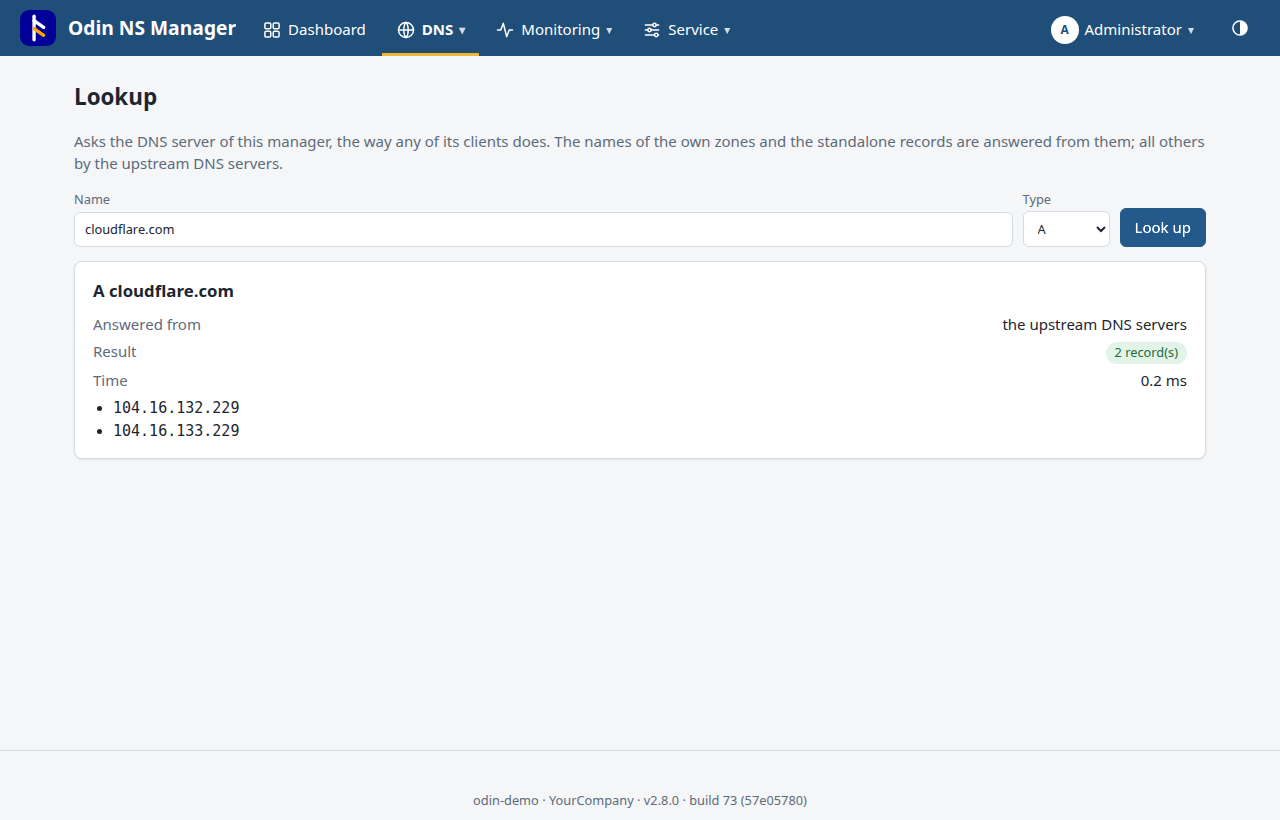 Odin NS Manager Dashboard DNS ▾ Monitoring ▾ Service ▾ A Administrator ▾
Lookup
Asks the DNS server of this manager, the way any of its clients does. The names of the own zones and the standalone records are answered from them; all others
by the upstream DNS servers.
Name Type
cloudflare.com A Look up
A cloudflare.com
Answered from the upstream DNS servers
Result 2 record(s)
Time 0.2 ms
• 104.16.132.229
• 104.16.133.229
odin-demo · YourCompany · v2.8.0 · build 73 (57e05780)